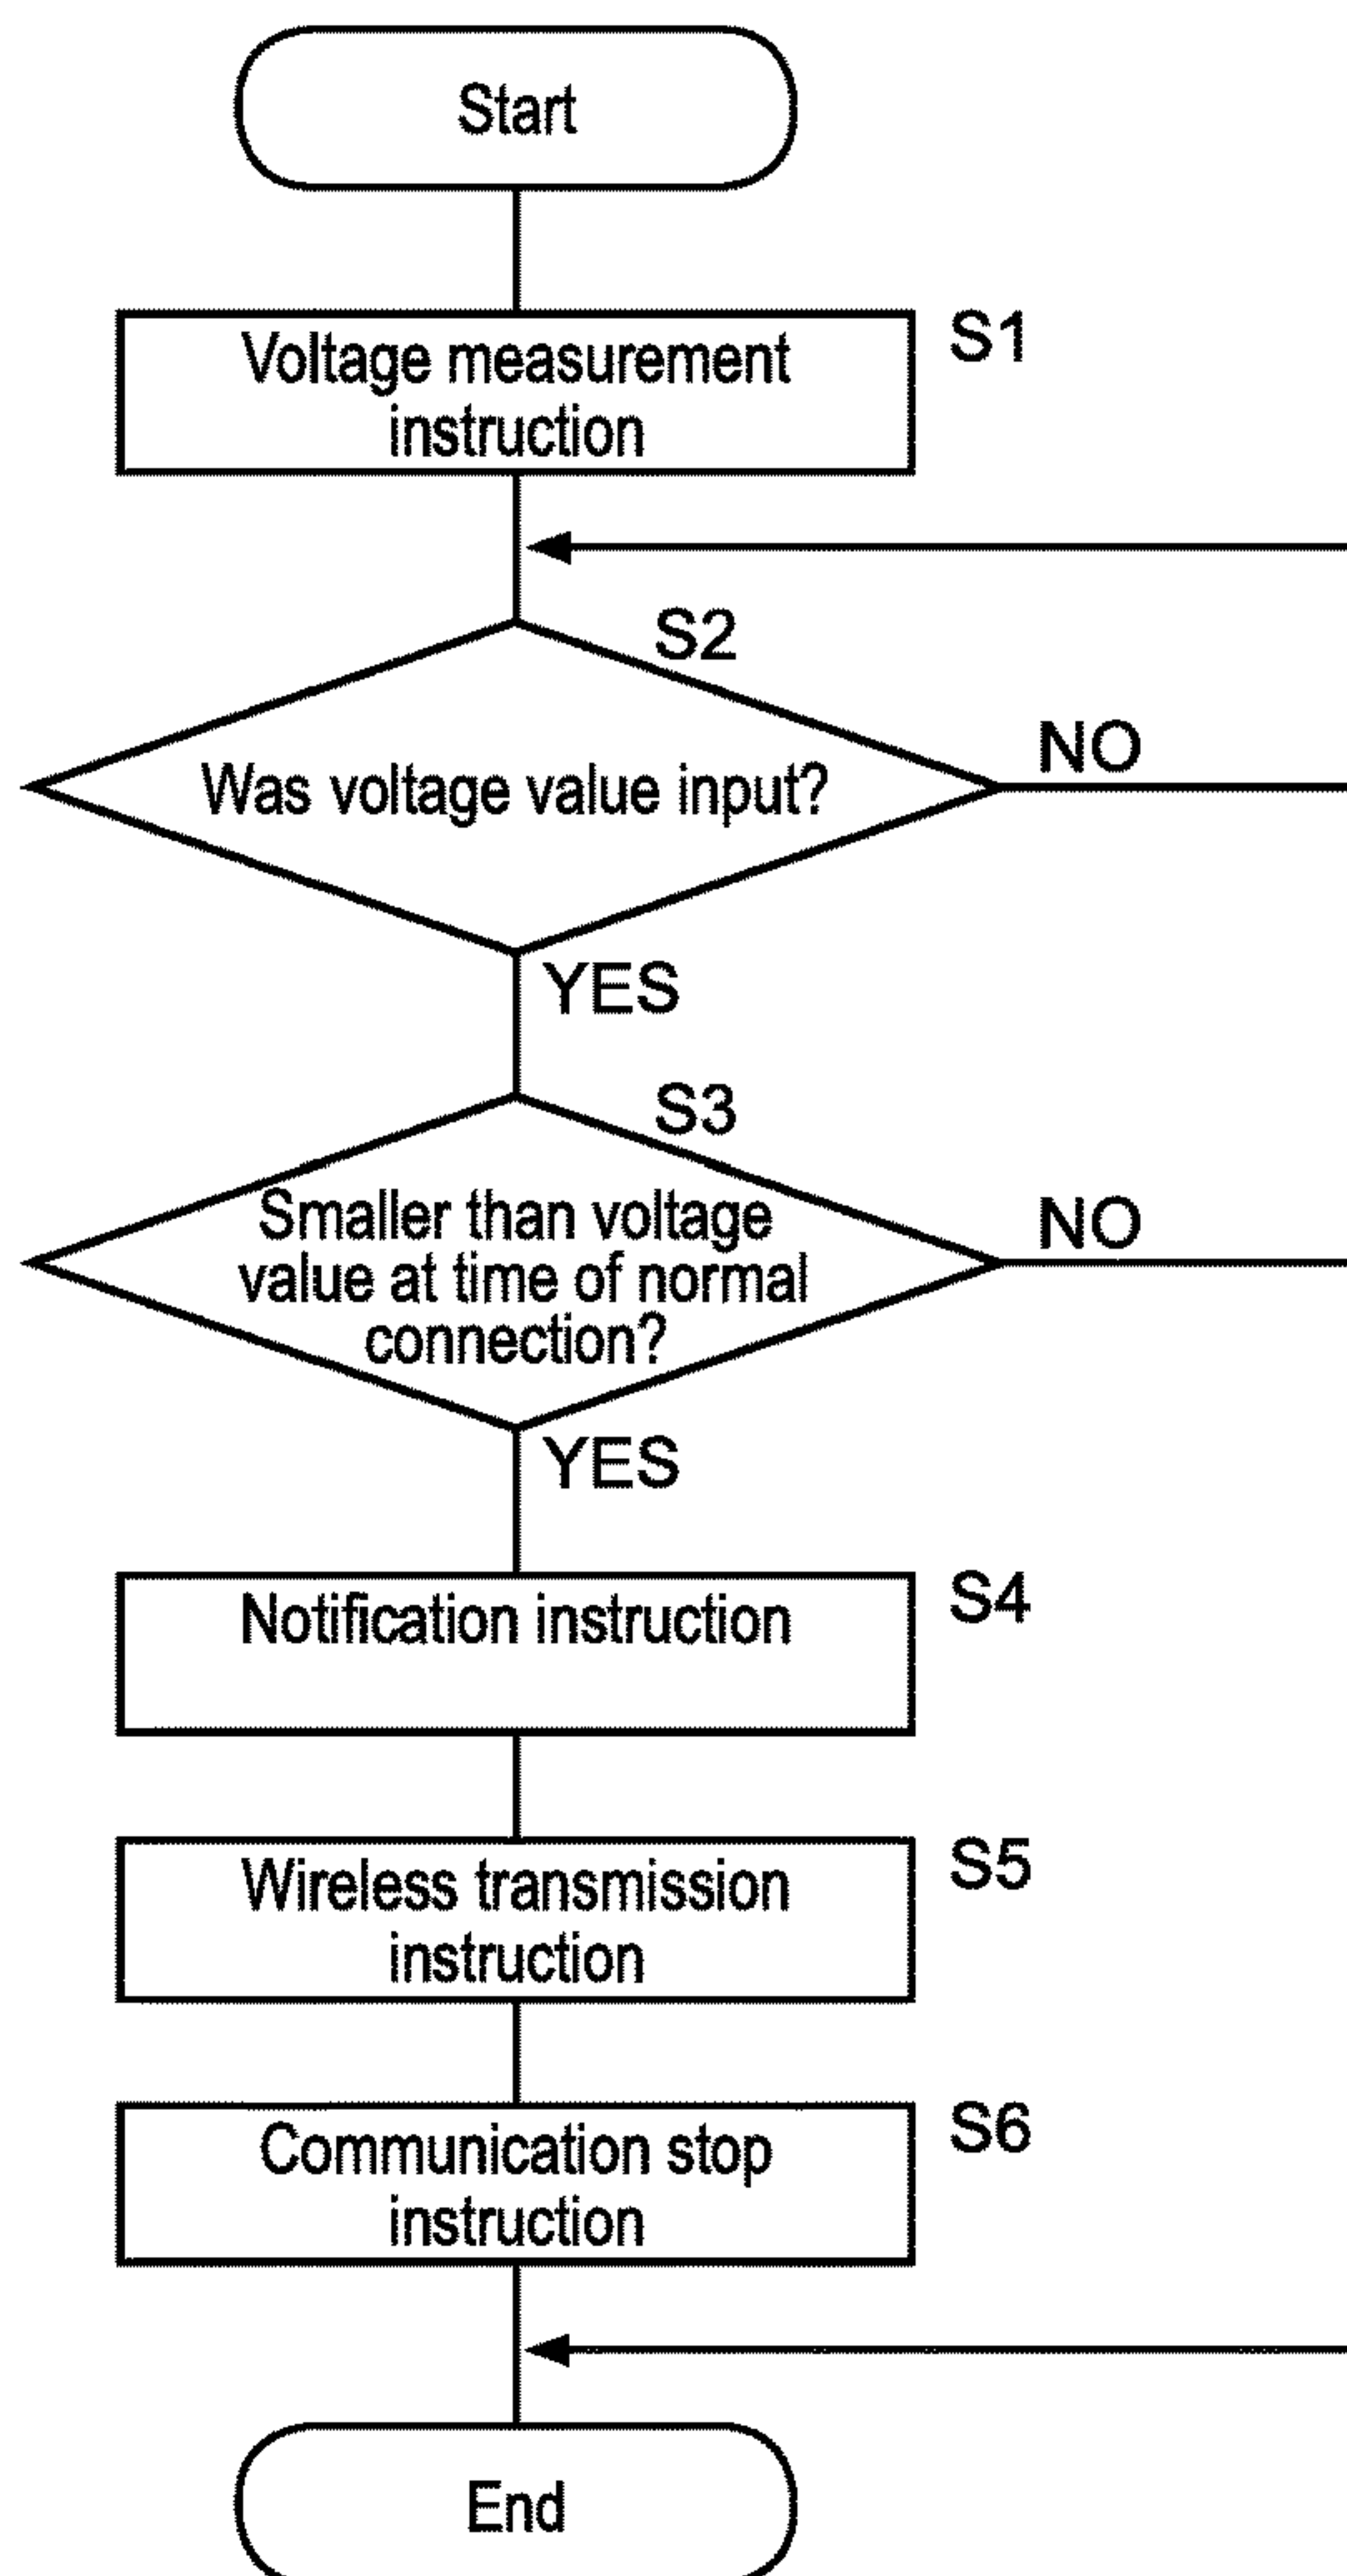 Start
Voltage measurement
instruction
S1
S2
Was voltage value input?
NO
YES
S3
Smaller than voltage
value at time of normal
connection?
NO
YES
Notification instruction
S4
Wireless transmission
instruction
S5
Communication stop
instruction
S6
End